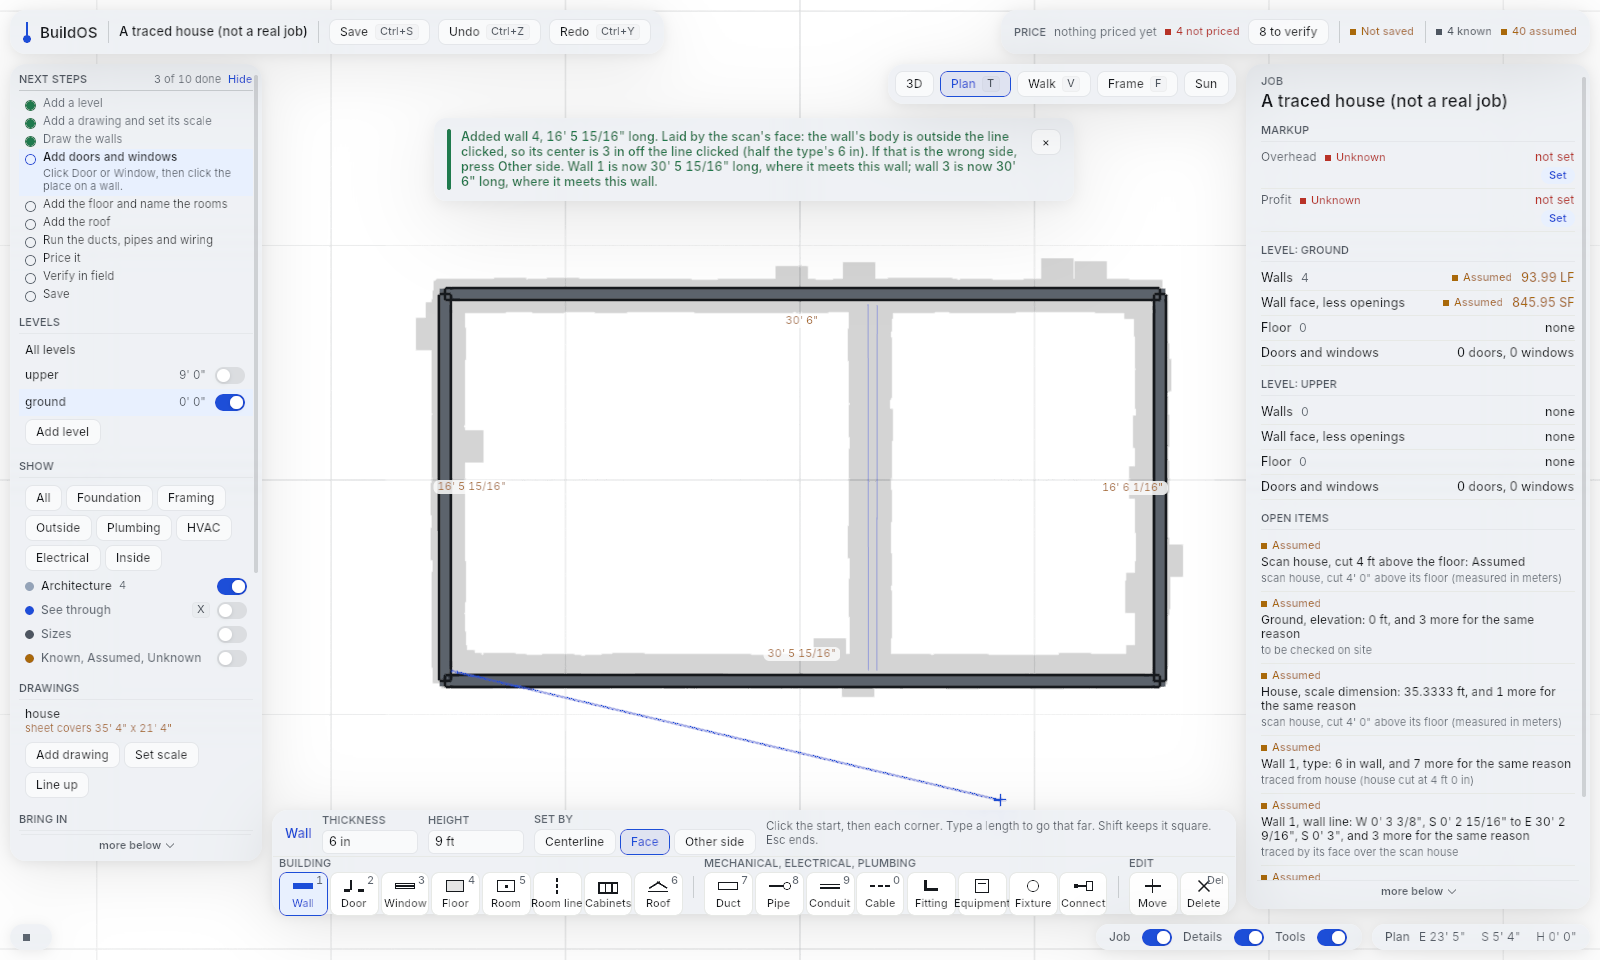 BuildOS
A traced house (not a real job)
Save Ctrl+S
Undo Ctrl+Z
Redo Ctrl+Y
PRICE nothing priced yet 4 not priced 8 to verify Not saved 4 known 40 assumed
NEXT STEPS 3 of 10 done Hide
Add a level
Add a drawing and set its scale
Draw the walls
Add doors and windows
Click Door or Window, then click the
place on a wall.
Add the floor and name the rooms
Add the roof
Run the ducts, pipes and wiring
Price it
Verify in field
Save
LEVELS
All levels
upper 9' 0"
ground 0' 0"
Add level
SHOW
All Foundation Framing
Outside Plumbing HVAC
Electrical Inside
Architecture 4
See through X
Sizes
Known, Assumed, Unknown
DRAWINGS
house
sheet covers 35' 4" x 21' 4"
Add drawing Set scale
Line up
BRING IN
more below
3D Plan T Walk V Frame F Sun
Added wall 4, 16' 5 15/16" long. Laid by the scan's face: the wall's body is outside the line
clicked, so its center is 3 in off the line clicked (half the type's 6 in). If that is the wrong side,
press Other side. Wall 1 is now 30' 5 15/16" long, where it meets this wall; wall 3 is now 30'
6" long, where it meets this wall.
×
30' 6"
16' 5 15/16"
16' 6 1/16"
30' 5 15/16"
Wall
THICKNESS
6 in
HEIGHT
9 ft
SET BY
Centerline Face Other side
Click the start, then each corner. Type a length to go that far. Shift keeps it square.
Esc ends.
BUILDING
Wall 1
Door 2
Window 3
Floor 4
Room 5
Room line
Cabinets
Roof 6
MECHANICAL, ELECTRICAL, PLUMBING
Duct 7
Pipe 8
Conduit 9
Cable 0
Fitting
Equipment
Fixture
Connect
EDIT
Move
Delete Del
JOB
A traced house (not a real job)
MARKUP
Overhead Unknown not set
Set
Profit Unknown not set
Set
LEVEL: GROUND
Walls 4 Assumed 93.99 LF
Wall face, less openings Assumed 845.95 SF
Floor 0 none
Doors and windows 0 doors, 0 windows
LEVEL: UPPER
Walls 0 none
Wall face, less openings none
Floor 0 none
Doors and windows 0 doors, 0 windows
OPEN ITEMS
Assumed
Scan house, cut 4 ft above the floor: Assumed
scan house, cut 4' 0" above its floor (measured in meters)
Assumed
Ground, elevation: 0 ft, and 3 more for the same
reason
to be checked on site
Assumed
House, scale dimension: 35.3333 ft, and 1 more for
the same reason
scan house, cut 4' 0" above its floor (measured in meters)
Assumed
Wall 1, type: 6 in wall, and 7 more for the same reason
traced from house (house cut at 4 ft 0 in)
Assumed
Wall 1, wall line: W 0' 3 3/8", S 0' 2 15/16" to E 30' 2
9/16", S 0' 3", and 3 more for the same reason
traced by its face over the scan house
Assumed
more below
Job Details Tools
Plan E 23' 5" S 5' 4" H 0' 0"